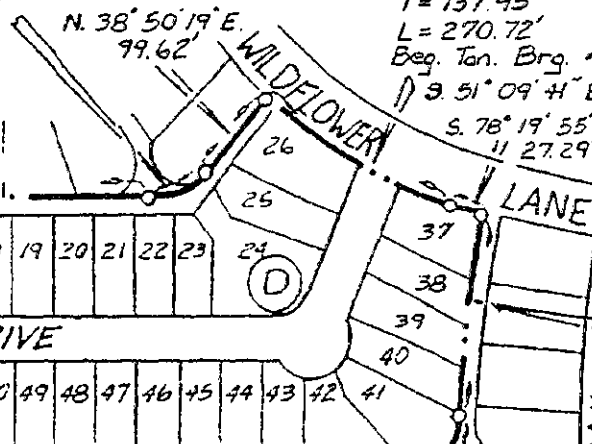 N. 38° 50' 19" E.
99.62'
T = 137.95'
L = 270.72'
Beg. Tan. Brg. =
S. 51° 09' 41" E
S. 78° 19' 55"
27.29
WILDFLOWER LANE
26
25
24
D
37
38
39
40
41
19 20 21 22 23
IVE
49 48 47 46 45 44 43 42